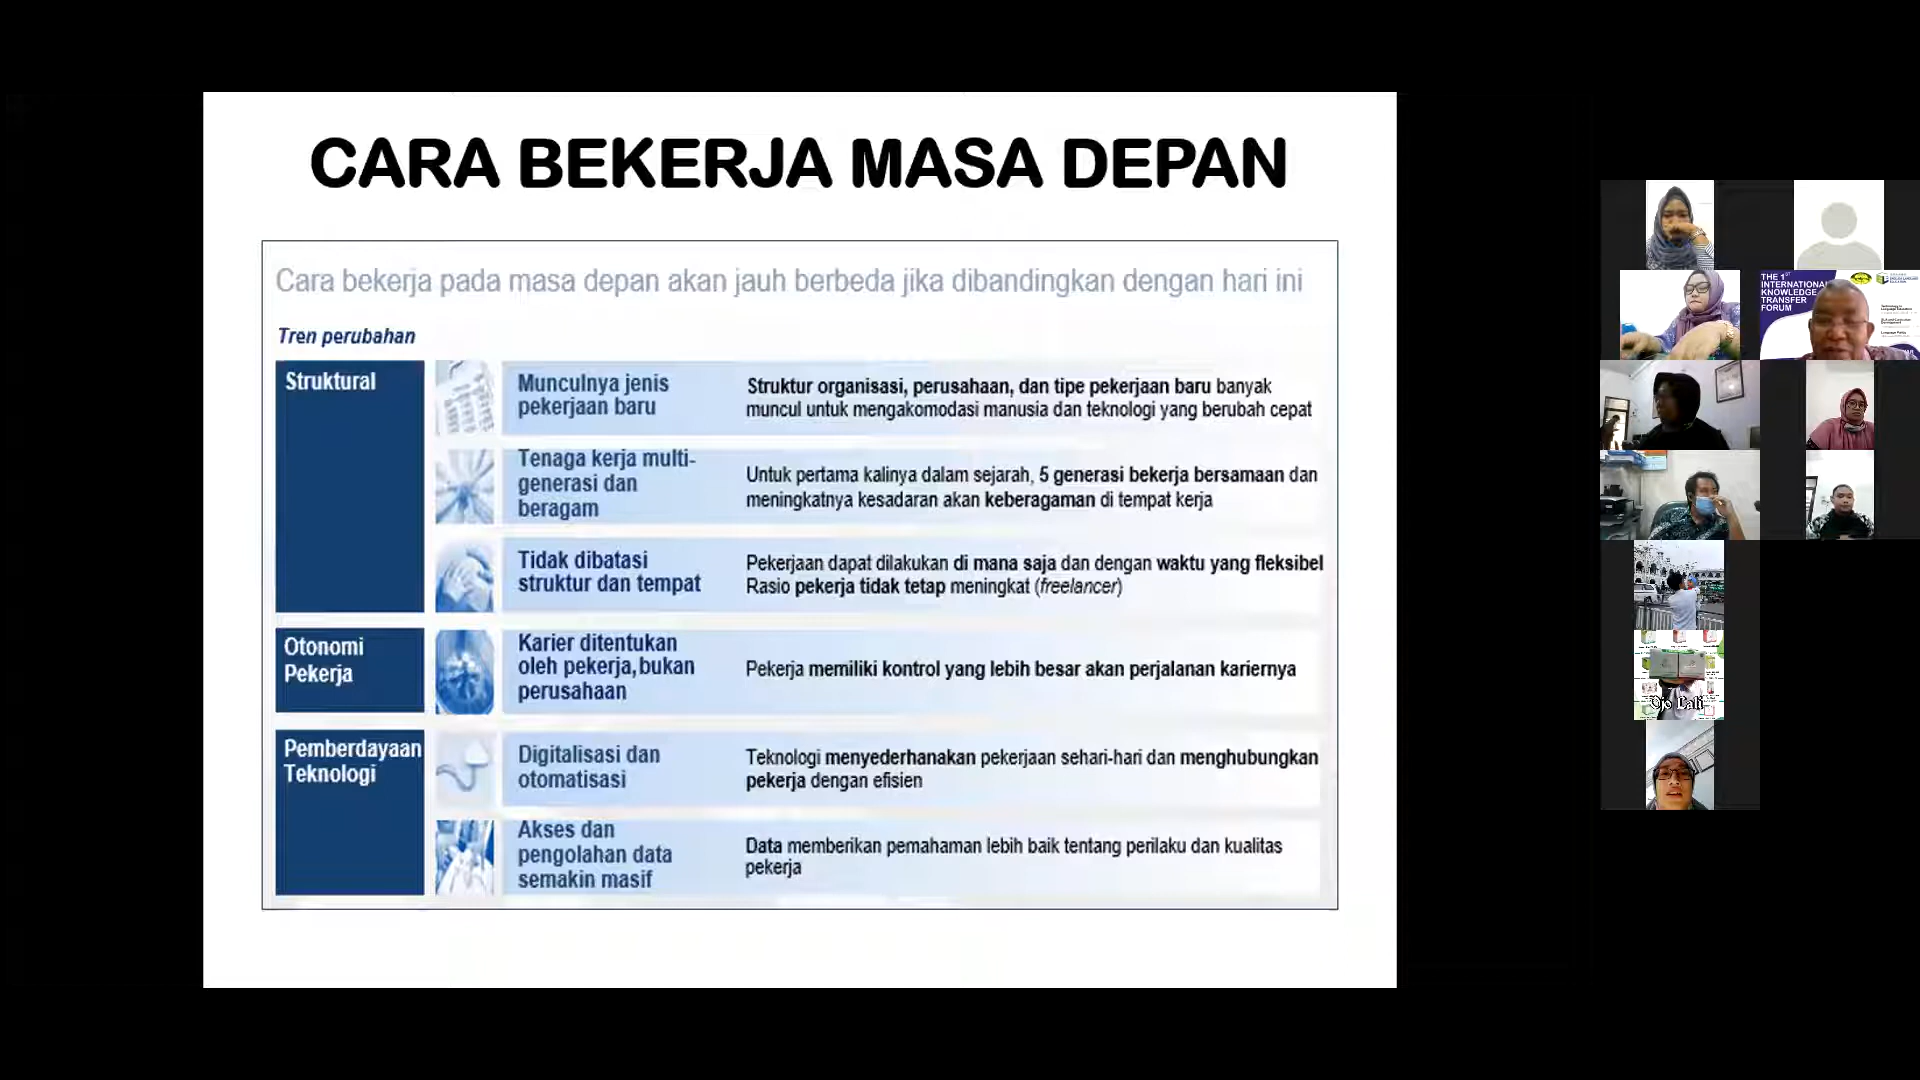 CARA BEKERJA MASA DEPAN
Cara bekerja pada masa depan akan jauh berbeda jika dibandingkan dengan hari ini
Tren perubahan
Struktural
Munculnya jenis
pekerjaan baru
Struktur organisasi, perusahaan, dan tipe pekerjaan baru banyak
muncul untuk mengakomodasi manusia dan teknologi yang berubah cepat
Tenaga kerja multi-
generasi dan
beragam
Untuk pertama kalinya dalam sejarah, 5 generasi bekerja bersamaan dan
meningkatnya kesadaran akan keberagaman di tempat kerja
Tidak dibatasi
struktur dan tempat
Pekerjaan dapat dilakukan di mana saja dan dengan waktu yang fleksibel
Rasio pekerja tidak tetap meningkat (freelancer)
Otonomi
Pekerja
Karier ditentukan
oleh pekerja, bukan
perusahaan
Pekerja memiliki kontrol yang lebih besar akan perjalanan kariernya
Pemberdayaan
Teknologi
Digitalisasi dan
otomatisasi
Teknologi menyederhanakan pekerjaan sehari-hari dan menghubungkan
pekerja dengan efisien
Akses dan
pengolahan data
semakin masif
Data memberikan pemahaman lebih baik tentang perilaku dan kualitas
pekerja
THE 1ST
INTERNATIONAL
KNOWLEDGE
TRANSFER
FORUM
Ojo Lali